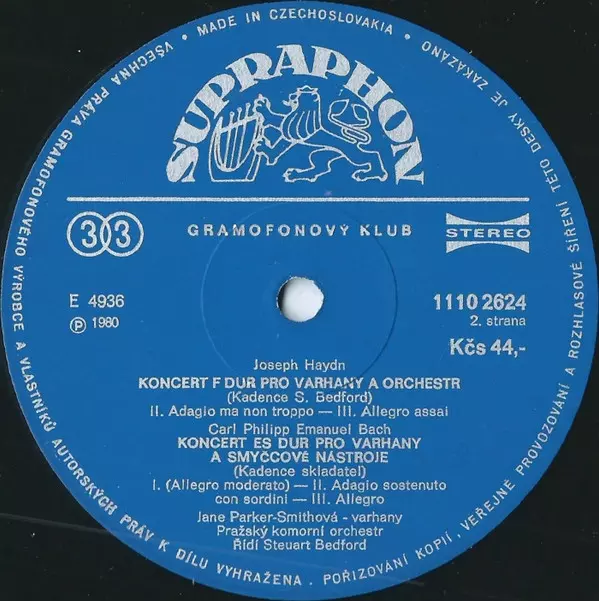 VŠECHNA PRÁVA GRAMOFONOVÉHO VÝROBCE A VLASTNÍKŮ AUTORSKÝCH PRÁV K DÍLU VYHRAŽENA . POŘIZOVÁNÍ KOPIÍ, VEŘEJNÉ PROVOZOVÁNÍ A ROZHLASOVÉ ŠÍŘENÍ TÉTO DESKY JE ZAKÁZÁNO • MADE IN CZECHOSLOVAKIA •
SUPRAPHON
33
GRAMOFONOVÝ KLUB
STEREO
E 4936
Ⓟ 1980
1110 2624
2. strana
Kčs 44,-
Joseph Haydn
KONCERT F DUR PRO VARHANY A ORCHESTR
(Kadence S. Bedford)
II. Adagio ma non troppo — III. Allegro assai
Carl Philipp Emanuel Bach
KONCERT ES DUR PRO VARHANY
A SMYČCOVÉ NÁSTROJE
(Kadence skladatel)
I. (Allegro moderato) — II. Adagio sostenuto
con sordini — III. Allegro
Jane Parker-Smithová - varhany
Pražský komorní orchestr
Řídí Steuart Bedford